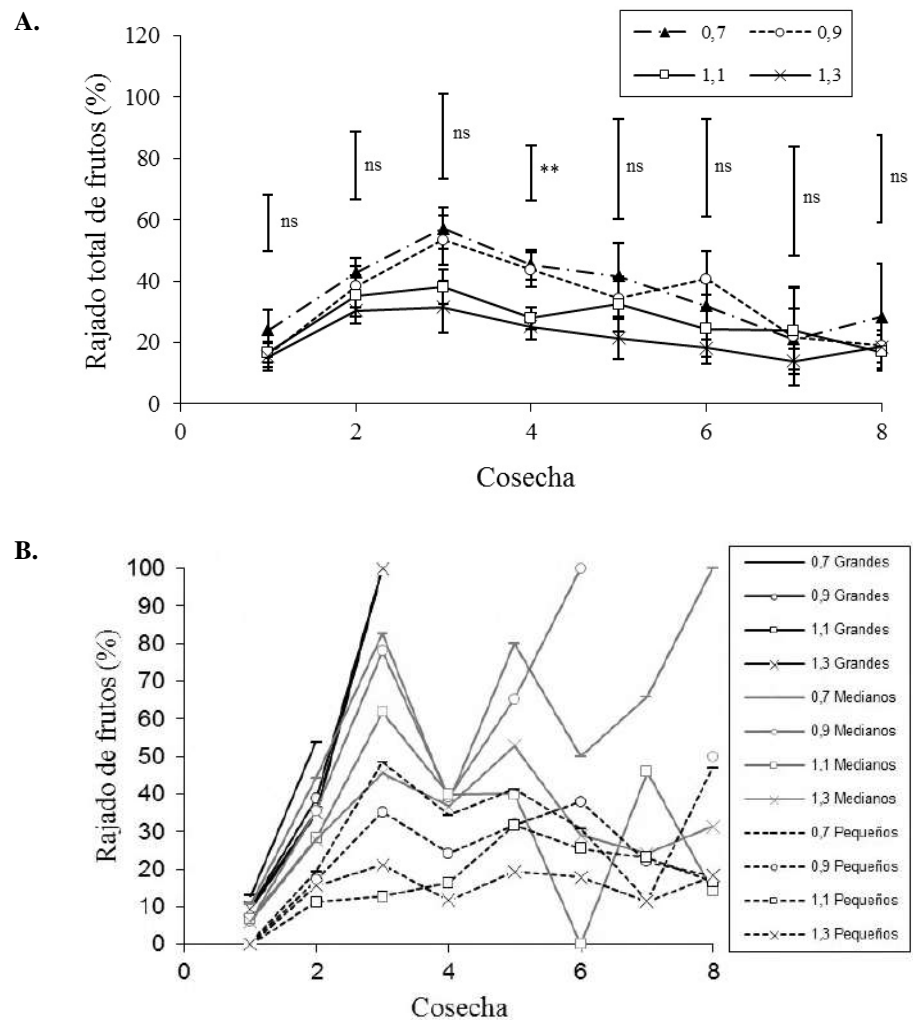 A.
Rajado total de frutos (%)
120
100
80
60
40
20
0
0,7
0,9
1,1
1,3
ns
ns
ns
**
ns
ns
ns
ns
0
2
4
6
8
Cosecha
B.
Rajado de frutos (%)
100
90
80
70
60
50
40
30
20
10
0
0
2
4
6
8
Cosecha
0,7 Grandes
0,9 Grandes
1,1 Grandes
1,3 Grandes
0,7 Medianos
0,9 Medianos
1,1 Medianos
1,3 Medianos
0,7 Pequeños
0,9 Pequeños
1,1 Pequeños
1,3 Pequeños